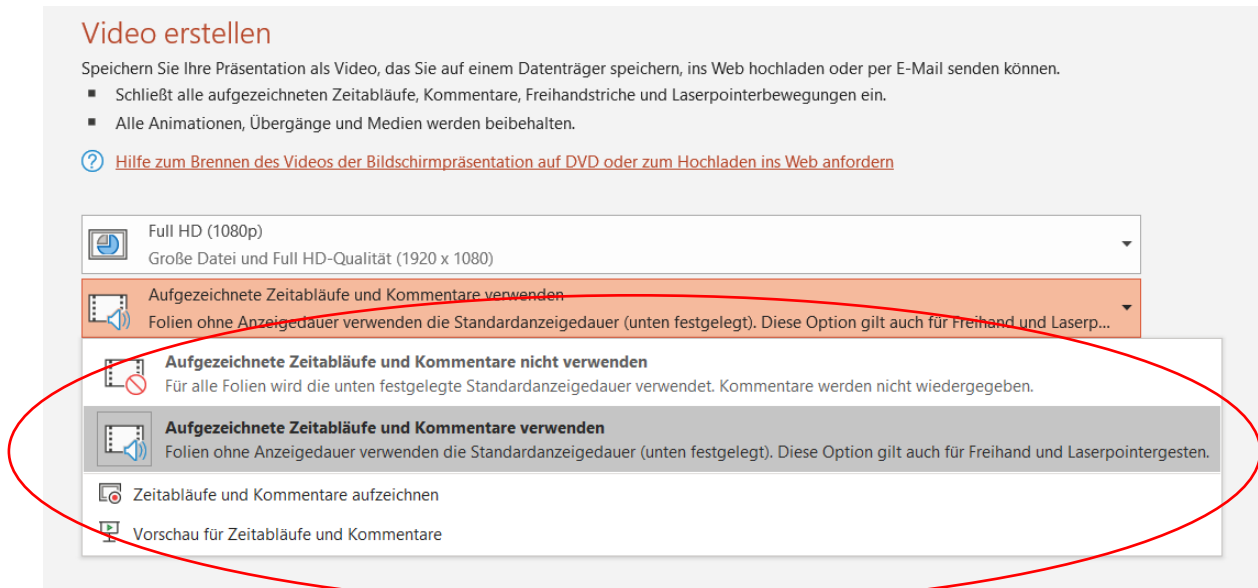 Video erstellen
Speichern Sie Ihre Präsentation als Video, das Sie auf einem Datenträger speichern, ins Web hochladen oder per E-Mail senden können.
▪ Schließt alle aufgezeichneten Zeitabläufe, Kommentare, Freihandstriche und Laserpointerbewegungen ein.
▪ Alle Animationen, Übergänge und Medien werden beibehalten.
? Hilfe zum Brennen des Videos der Bildschirmpräsentation auf DVD oder zum Hochladen ins Web anfordern
Full HD (1080p)
Große Datei und Full HD-Qualität (1920 x 1080)
Aufgezeichnete Zeitabläufe und Kommentare verwenden
Folien ohne Anzeigedauer verwenden die Standardanzeigedauer (unten festgelegt). Diese Option gilt auch für Freihand und Laserp...
Aufgezeichnete Zeitabläufe und Kommentare nicht verwenden
Für alle Folien wird die unten festgelegte Standardanzeigedauer verwendet. Kommentare werden nicht wiedergegeben.
Aufgezeichnete Zeitabläufe und Kommentare verwenden
Folien ohne Anzeigedauer verwenden die Standardanzeigedauer (unten festgelegt). Diese Option gilt auch für Freihand und Laserpointergesten.
Zeitabläufe und Kommentare aufzeichnen
Vorschau für Zeitabläufe und Kommentare